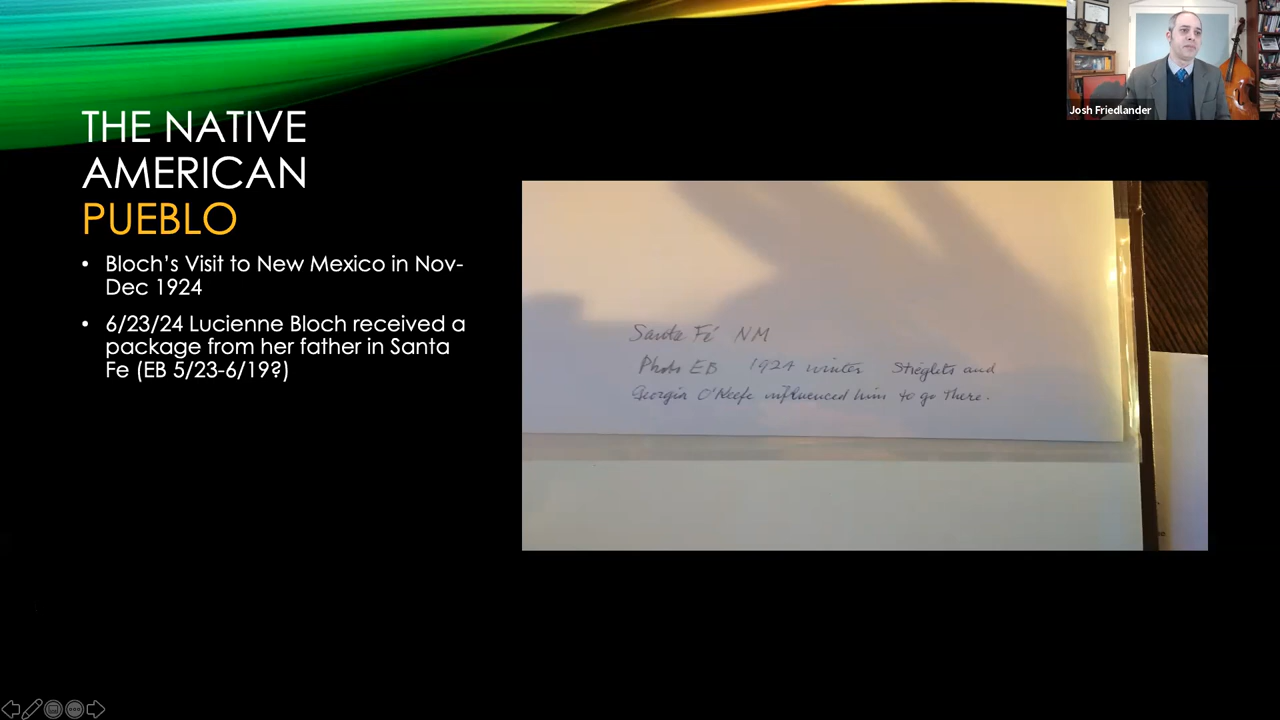 THE NATIVE
AMERICAN
PUEBLO
• Bloch's Visit to New Mexico in Nov-
Dec 1924
• 6/23/24 Lucienne Bloch received a
package from her father in Santa
Fe (EB 5/23-6/19?)
Santa Fé NM
Photo EB 1924 winter Stieglits and
Georgia O'Keefe influenced him to go there.
Josh Friedlander